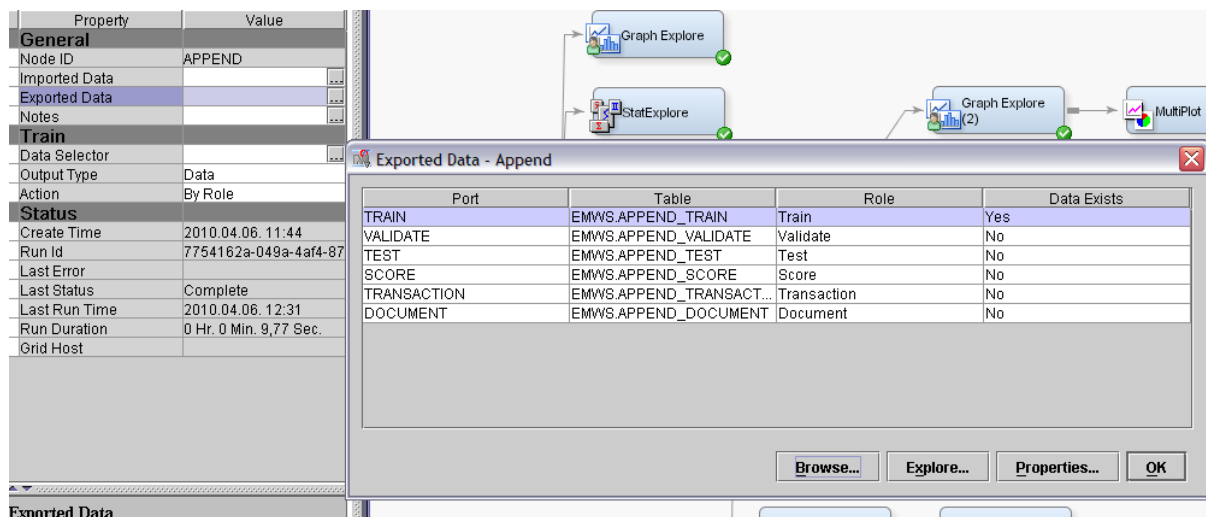 Property Value
General
Node ID APPEND
Imported Data ...
Exported Data ...
Notes ...
Train
Data Selector ...
Output Type Data
Action By Role
Status
Create Time 2010.04.06. 11:44
Run Id 7754162a-049a-4af4-87
Last Error
Last Status Complete
Last Run Time 2010.04.06. 12:31
Run Duration 0 Hr. 0 Min. 9,77 Sec.
Grid Host
Exported Data
Graph Explore
StatExplore
Graph Explore
(2)
MultiPlot
Exported Data - Append
Port Table Role Data Exists
TRAIN EMWS.APPEND_TRAIN Train Yes
VALIDATE EMWS.APPEND_VALIDATE Validate No
TEST EMWS.APPEND_TEST Test No
SCORE EMWS.APPEND_SCORE Score No
TRANSACTION EMWS.APPEND_TRANSACT... Transaction No
DOCUMENT EMWS.APPEND_DOCUMENT Document No
Browse... Explore... Properties... OK